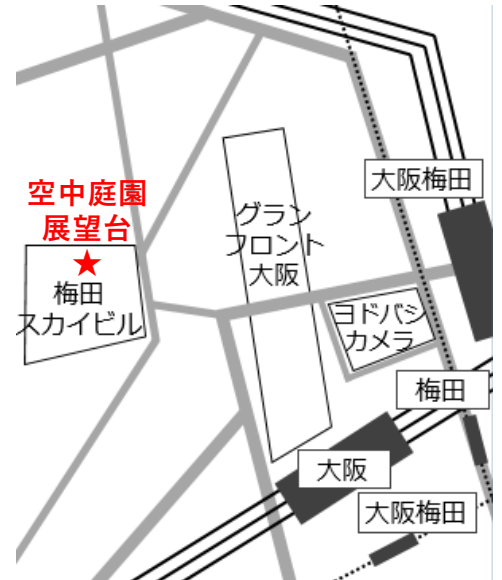 大阪梅田
空中庭園
展望台
★
グラン
フロント
大阪
梅田
スカイビル
ヨドバシ
カメラ
梅田
大阪
大阪梅田